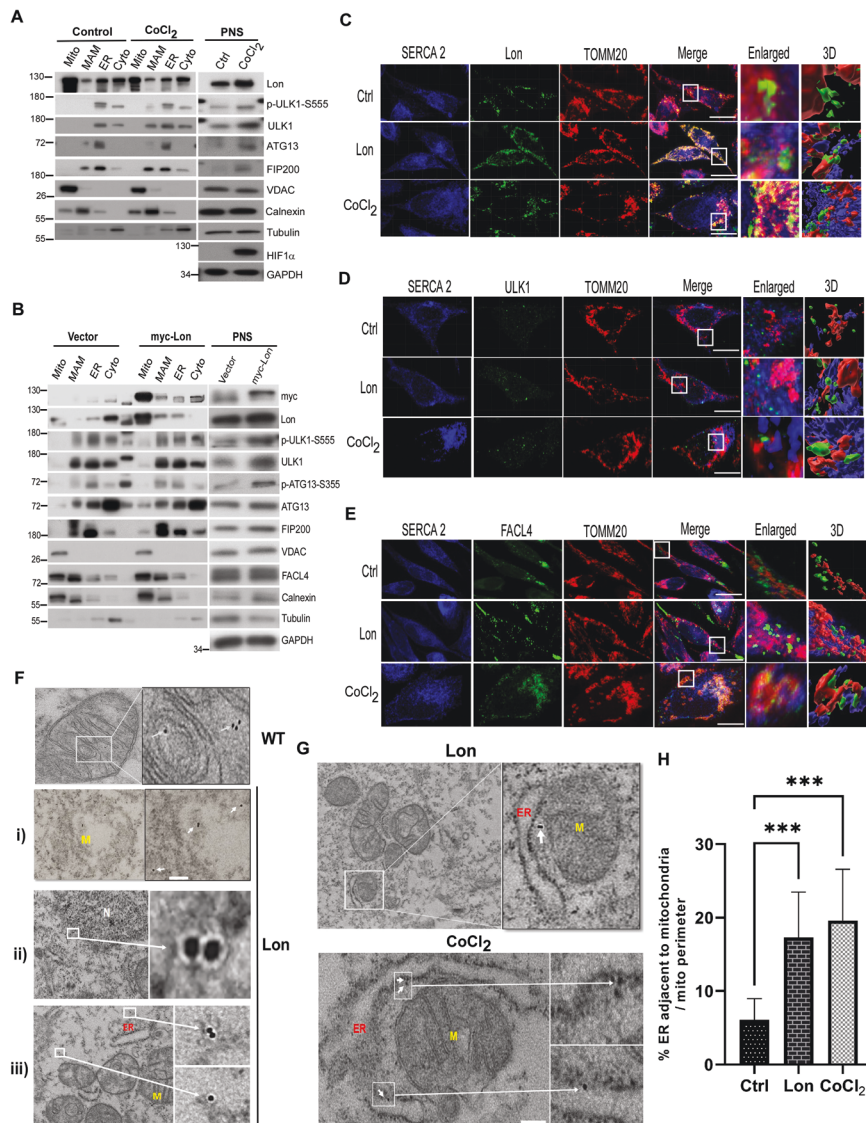 A
Control
CoCl2
PNS
Mito
MAM
ER
Cyto
Mito
MAM
ER
Cyto
Ctrl
CoCl2
130
Lon
180
p-ULK1-S555
180
ULK1
72
ATG13
180
FIP200
26
VDAC
55
Calnexin
55
Tubulin
130
HIF1α
34
GAPDH
B
Vector
myc-Lon
PNS
Mito
MAM
ER
Cyto
Mito
MAM
ER
Cyto
Vector
myc-Lon
130
myc
130
Lon
180
p-ULK1-S555
180
ULK1
72
p-ATG13-S355
72
ATG13
180
FIP200
26
VDAC
72
FACL4
55
Calnexin
55
Tubulin
34
GAPDH
C
SERCA 2
Lon
TOMM20
Merge
Enlarged
3D
Ctrl
Lon
CoCl2
D
SERCA 2
ULK1
TOMM20
Merge
Enlarged
3D
Ctrl
Lon
CoCl2
E
SERCA 2
FACL4
TOMM20
Merge
Enlarged
3D
Ctrl
Lon
CoCl2
F
WT
i)
M
ii)
N
Lon
iii)
ER
M
G
Lon
ER
M
CoCl2
ER
M
H
% ER adjacent to mitochondria
/ mito perimeter
30
20
10
0
***
***
Ctrl
Lon
CoCl2